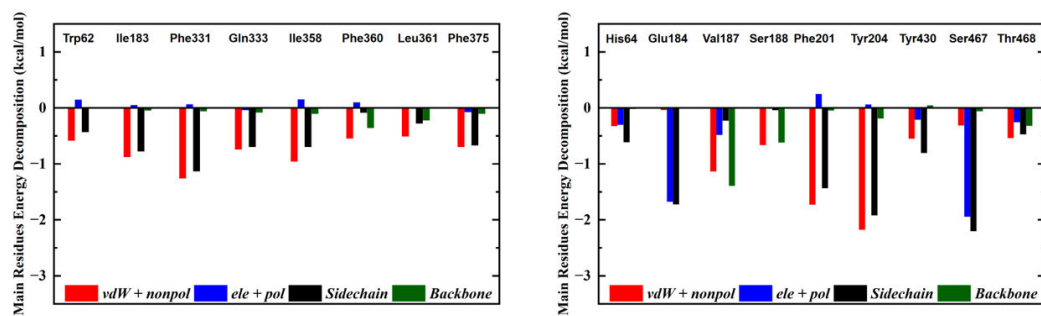 Main Residues Energy Decomposition (kcal/mol)
Trp62 Ile183 Phe331 Gln333 Ile358 Phe360 Leu361 Phe375
1
0
−1
−2
−3
vdW + nonpol ele + pol Sidechain Backbone
Main Residues Energy Decomposition (kcal/mol)
His64 Glu184 Val187 Ser188 Phe201 Tyr204 Tyr430 Ser467 Thr468
1
0
−1
−2
−3
vdW + nonpol ele + pol Sidechain Backbone